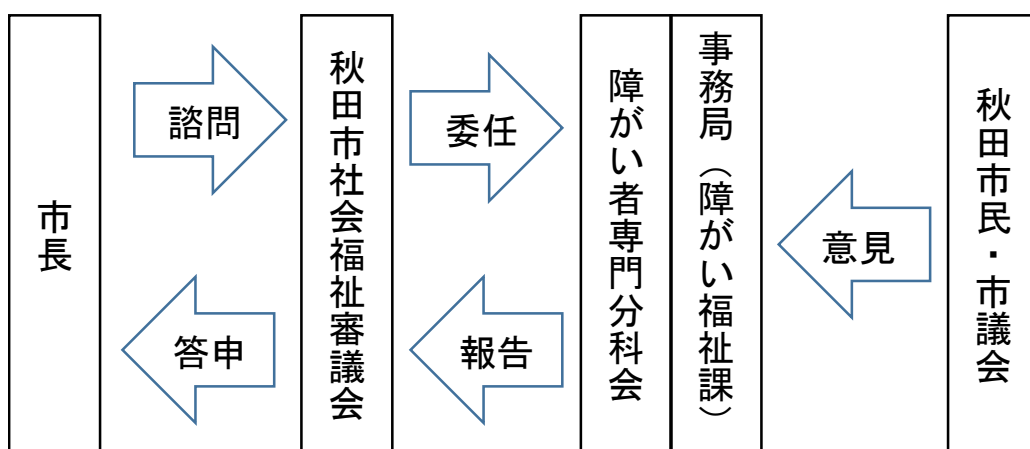 市長
諮問
答申
秋田市社会福祉審議会
委任
報告
障がい者専門分科会
事務局（障がい福祉課）
意見
秋田市民・市議会